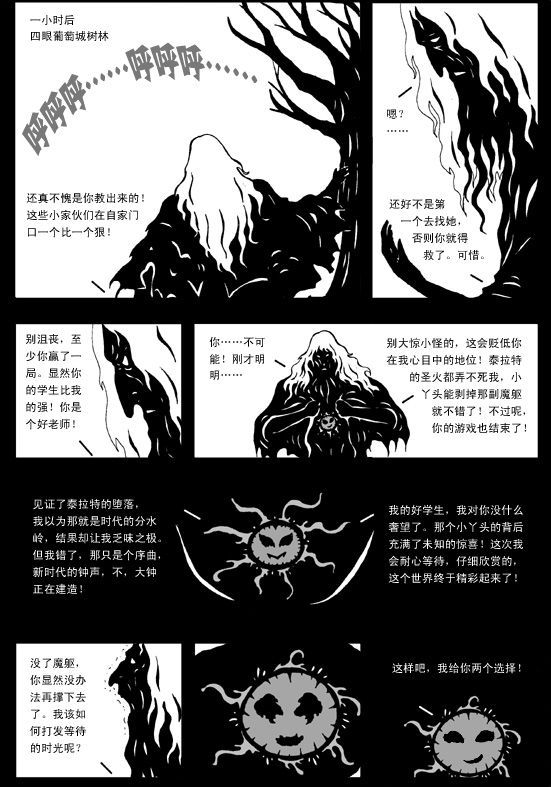 一小时后
四眼葡萄城树林
呼呼呼……呼呼呼……
还真不愧是你教出来的！
这些小家伙们在自家门
口一个比一个狠！
嗯？
……
还好不是第
一个去找她，
否则你就得
救了。可惜。
别沮丧，至
少你赢了一
局。显然你
的学生比我
的强！你是
个好老师！
你……不可
能！刚才明
明……
别大惊小怪的，这会贬低你
在我心目中的地位！泰拉特
的圣火都弄不死我，小
丫头能剥掉那副魔躯
就不错了！不过呢，
你的游戏也结束了！
见证了泰拉特的堕落，
我以为那就是时代的分水
岭，结果却让我乏味之极。
但我错了，那只是个序曲，
新时代的钟声，不，大钟
正在建造！
我的好学生，我对你没什么
奢望了。那个小丫头的背后
充满了未知的惊喜！这次我
会耐心等待，仔细欣赏的，
这个世界终于精彩起来了！
没了魔躯，
你显然没办
法再撑下去
了。我该如
何打发等待
的时光呢？
这样吧，我给你两个选择！